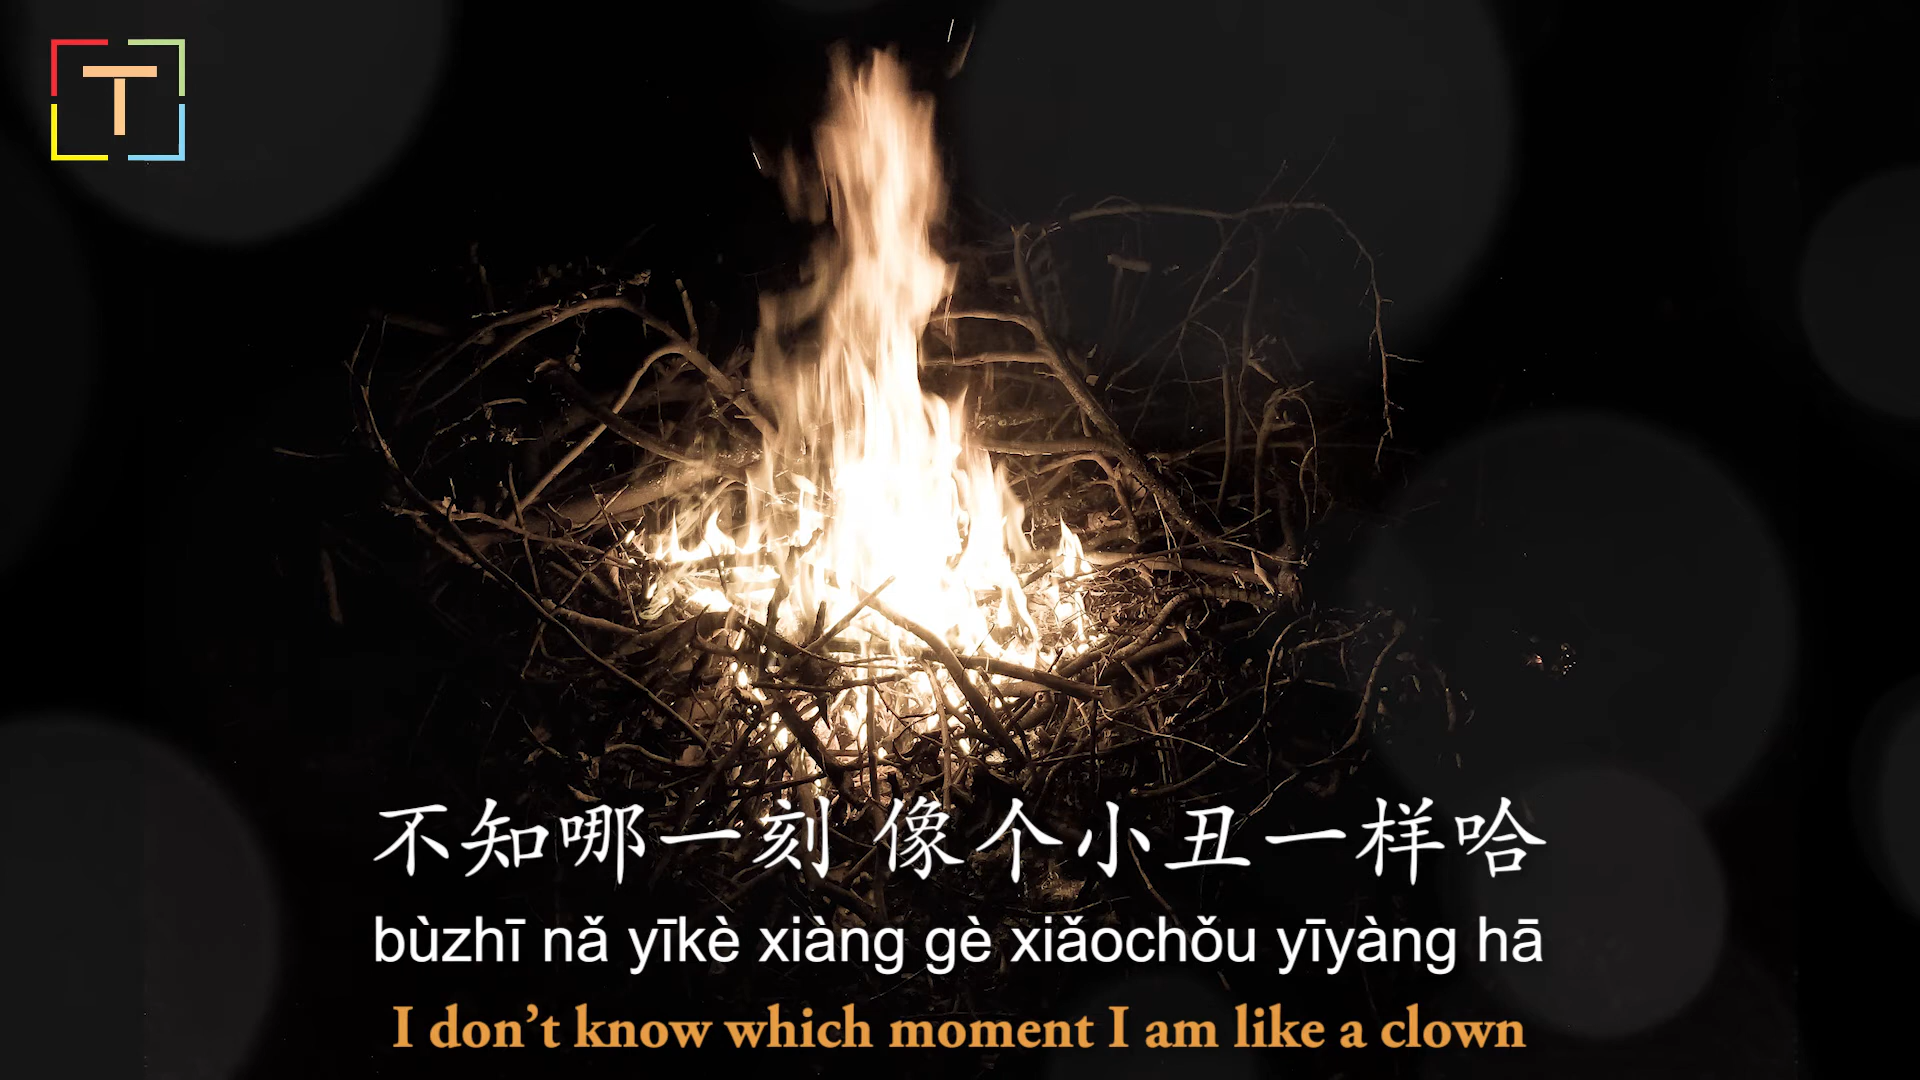 T
不知哪一刻 像个小丑一样哈
bùzhī nǎ yīkè xiàng gè xiǎochǒu yīyàng hā
I don’t know which moment I am like a clown